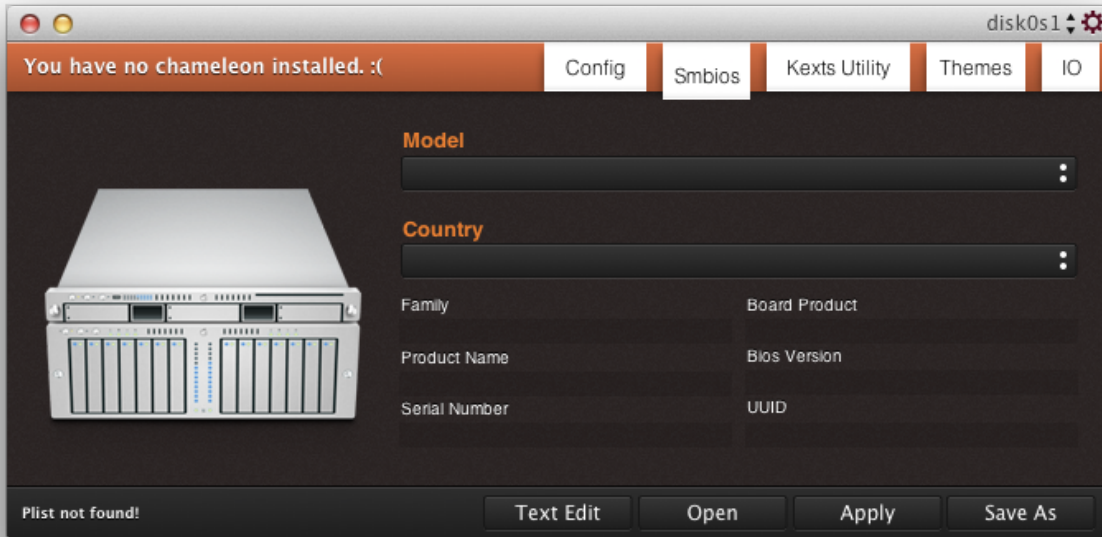 disk0s1
You have no chameleon installed. :(
Config
Smbios
Kexts Utility
Themes
IO
Model
Country
Family
Board Product
Product Name
Bios Version
Serial Number
UUID
Plist not found!
Text Edit
Open
Apply
Save As